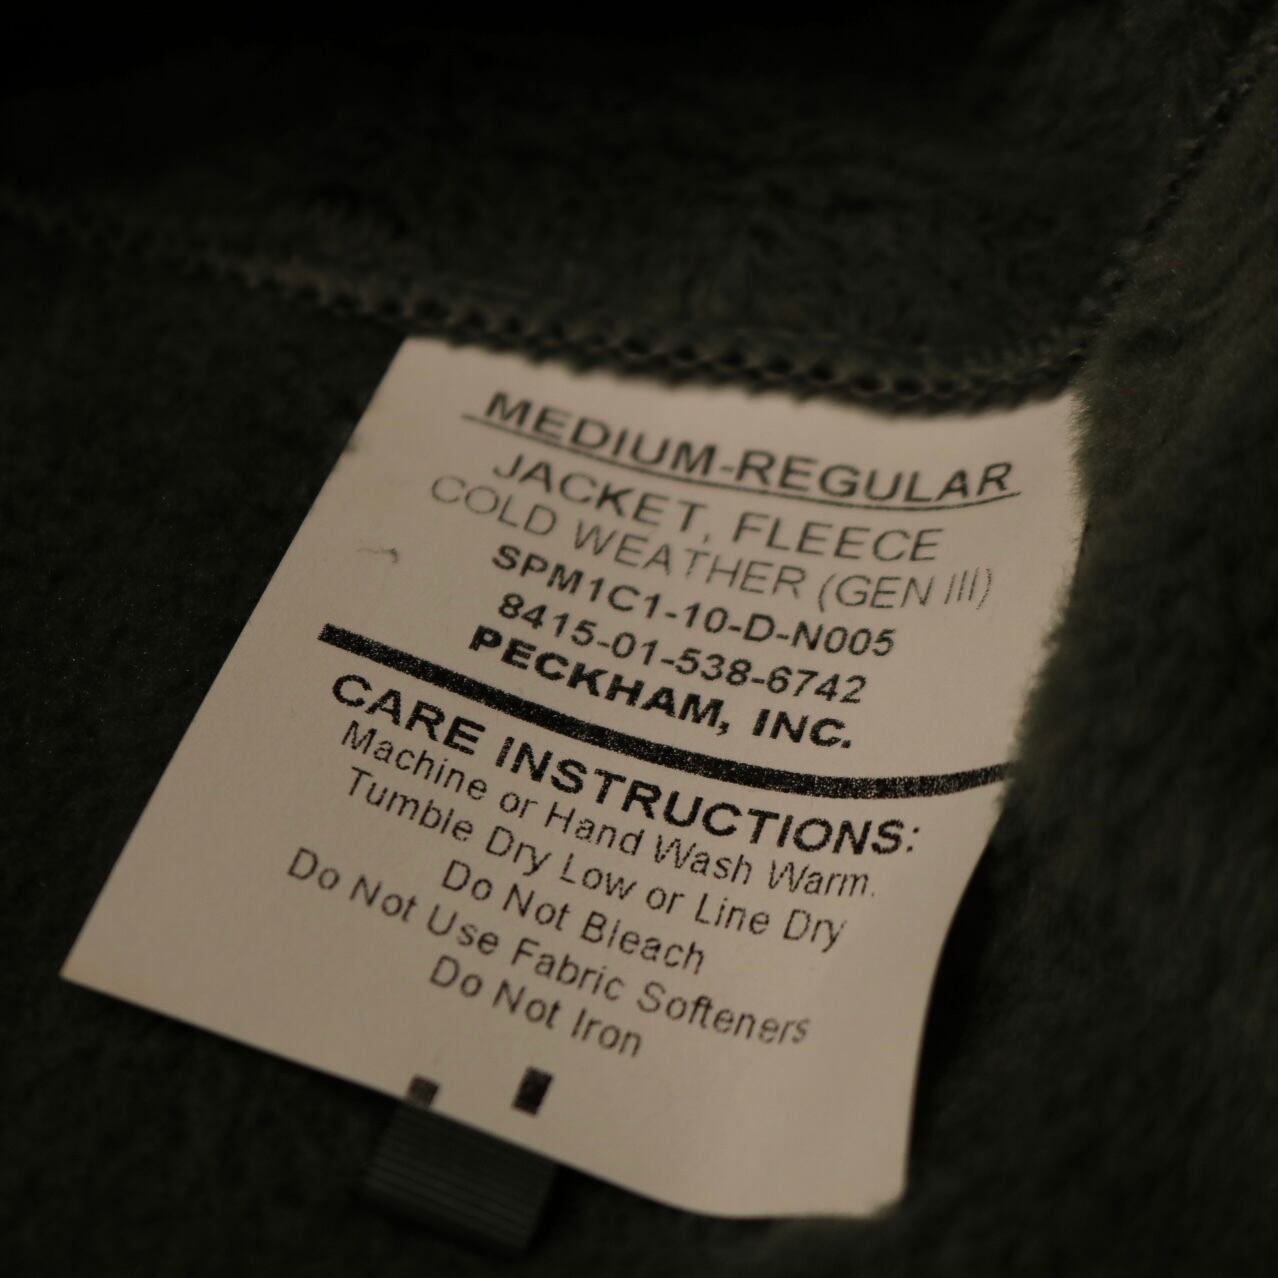 MEDIUM-REGULAR
JACKET, FLEECE
COLD WEATHER (GEN III)
SPM1C1-10-D-N005
8415-01-538-6742
PECKHAM, INC.
CARE INSTRUCTIONS:
Machine or Hand Wash Warm.
Tumble Dry Low or Line Dry
Do Not Bleach
Do Not Use Fabric Softeners
Do Not Iron